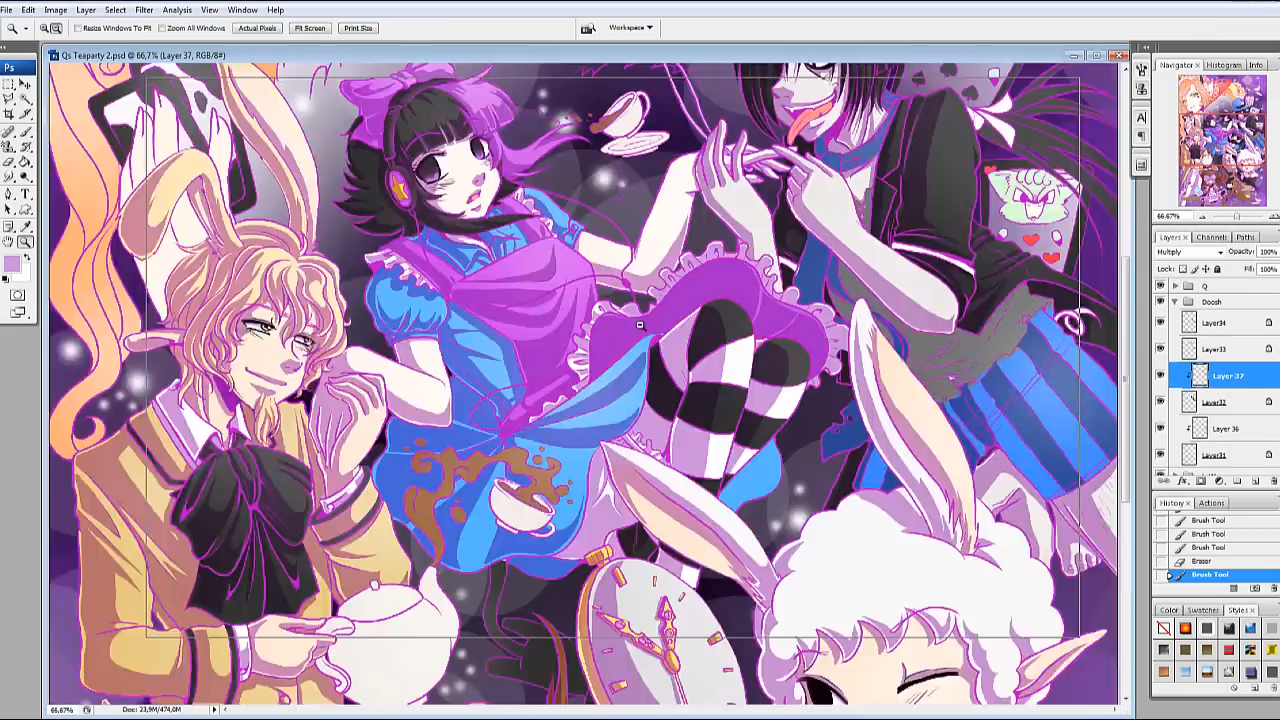 File Edit Image Layer Select Filter Analysis View Window Help
Resize Windows To Fit Zoom All Windows Actual Pixels Fit Screen Print Size Workspace ▼
Ps
Qs Teaparty 2.psd @ 66,7% (Layer 37, RGB/8#)
A
Navigator × Histogram Info
66.67%
Layers × Channels Paths
Multiply Opacity: 100%
Lock: Fill: 100%
Q
Doosh
Layer34
Layer33
Layer 37
Layer32
Layer 36
Layer31
fx
History × Actions
Brush Tool
Brush Tool
Brush Tool
Eraser
Brush Tool
Color Swatches Styles ×
66,67% Doc: 23,9M/474,0M